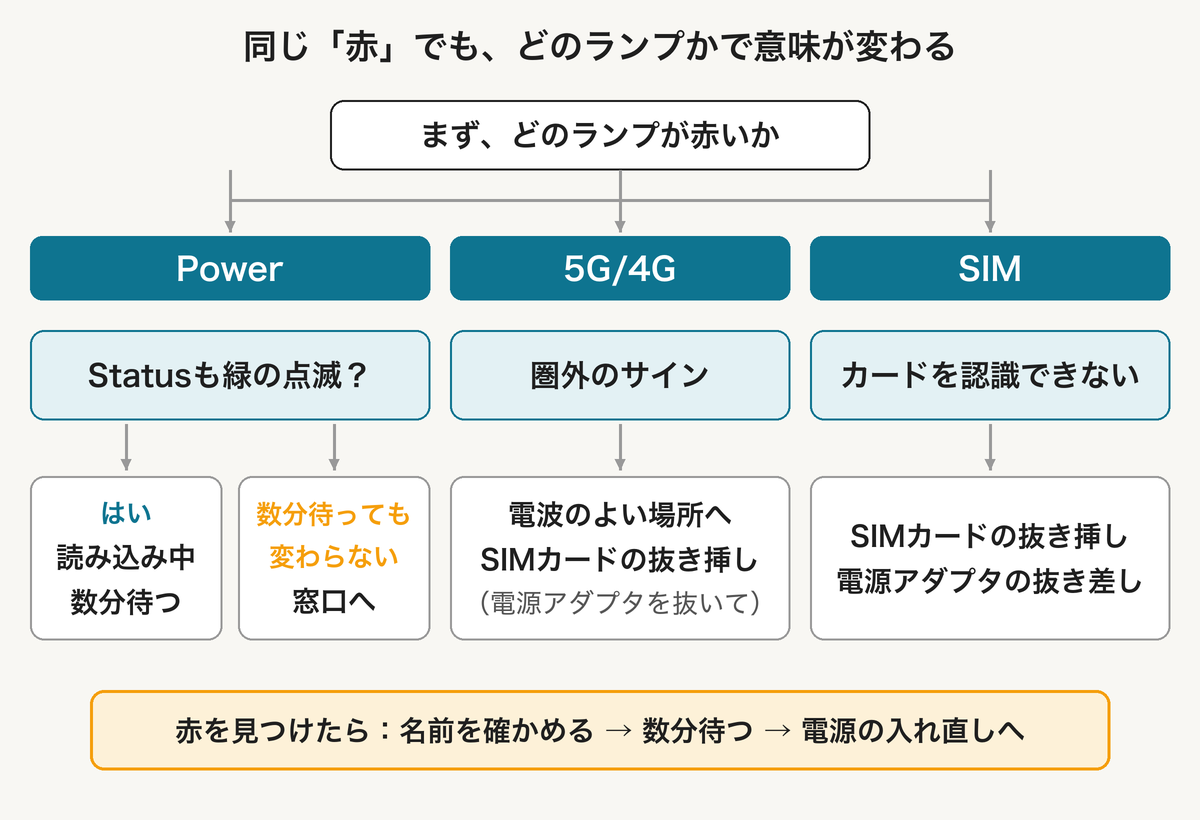 同じ「赤」でも、どのランプかで意味が変わる
まず、どのランプが赤いか
Power
5G/4G
SIM
Statusも緑の点滅？
圏外のサイン
カードを認識できない
はい
読み込み中
数分待つ
数分待っても
変わらない
窓口へ
電波のよい場所へ
SIMカードの抜き挿し
（電源アダプタを抜いて）
SIMカードの抜き挿し
電源アダプタの抜き差し
赤を見つけたら：名前を確かめる → 数分待つ → 電源の入れ直しへ